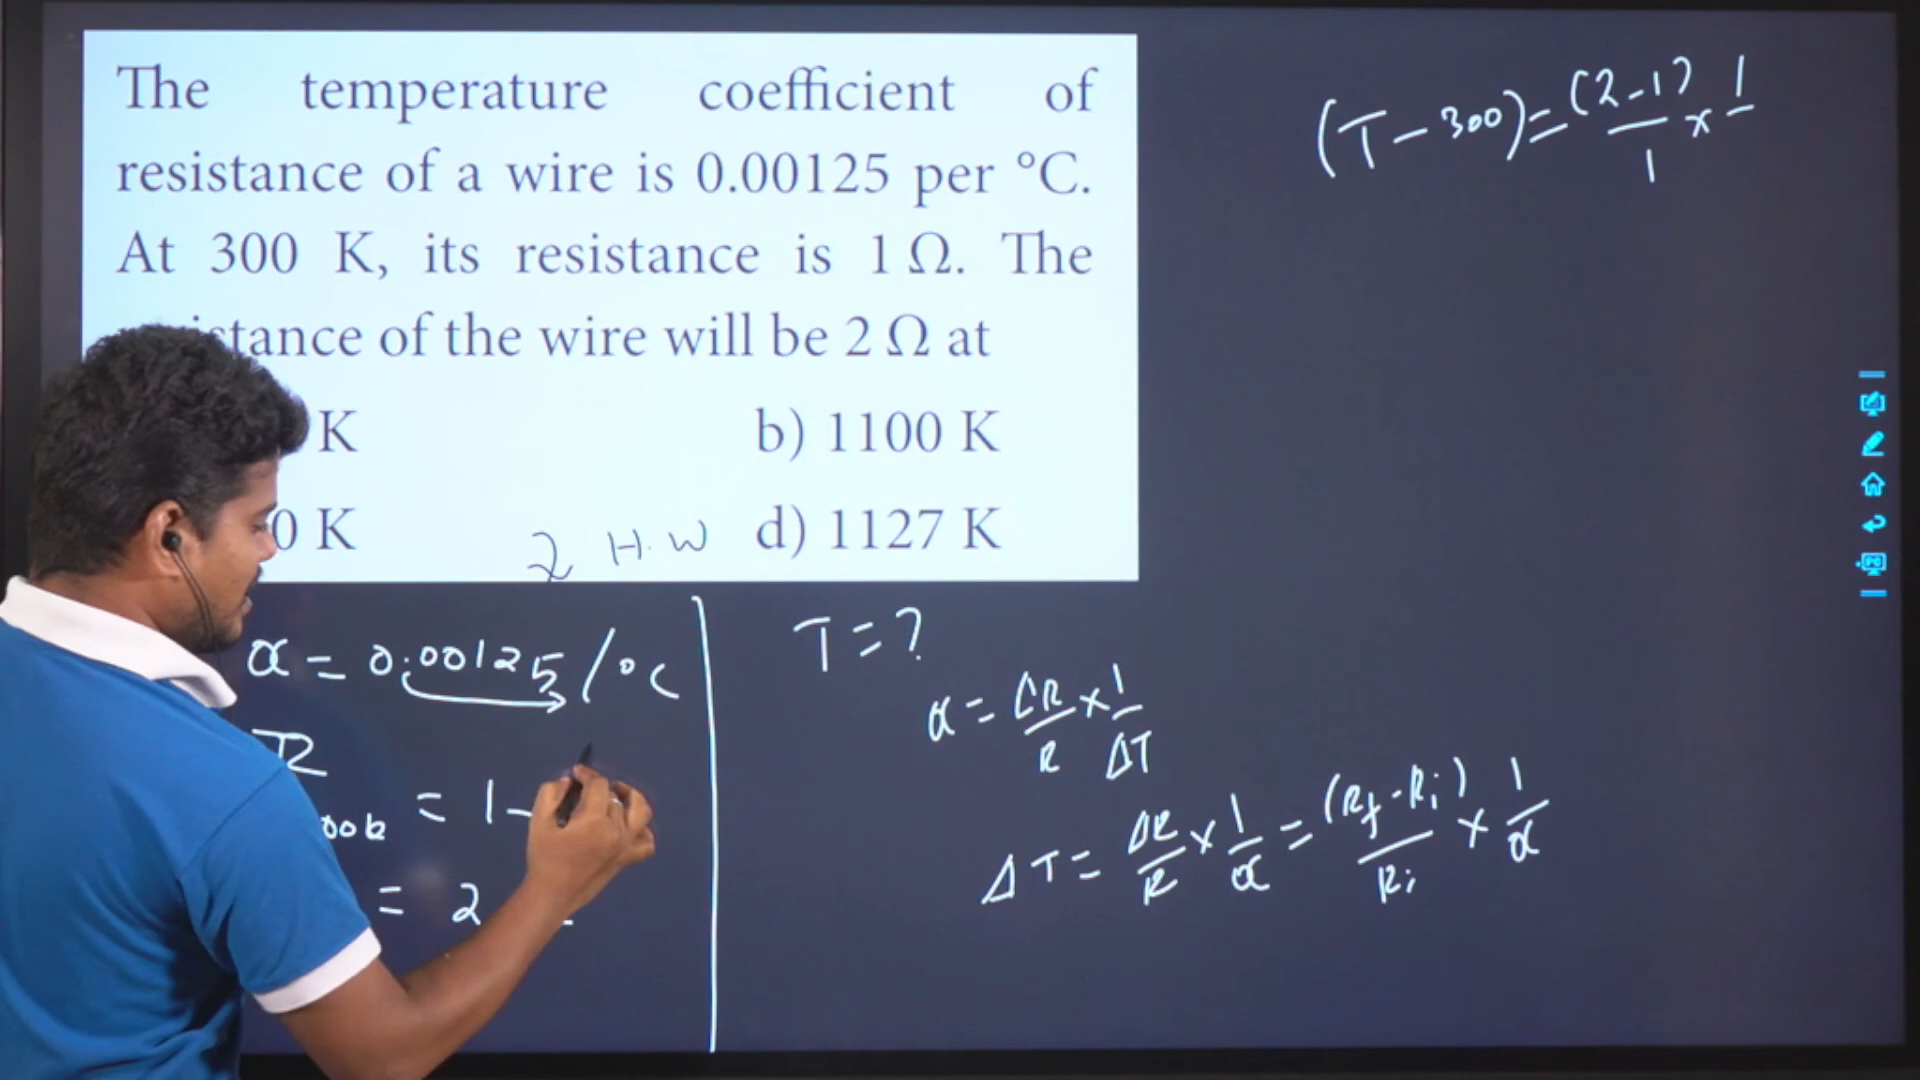 The temperature coefficient of
resistance of a wire is 0.00125 per °C.
At 300 K, its resistance is 1 Ω. The
of the wire will be 2 Ω at
K
b) 1100 K
0 K
d) 1127 K
2 H.W
α = 0.00125 /°C
R
= 1
= 2
T = ?
α = ΔR/R × 1/ΔT
ΔT = ΔR/R × 1/α = (Rf - Ri)/Ri × 1/α
(T - 300) = (2-1)/1 × 1